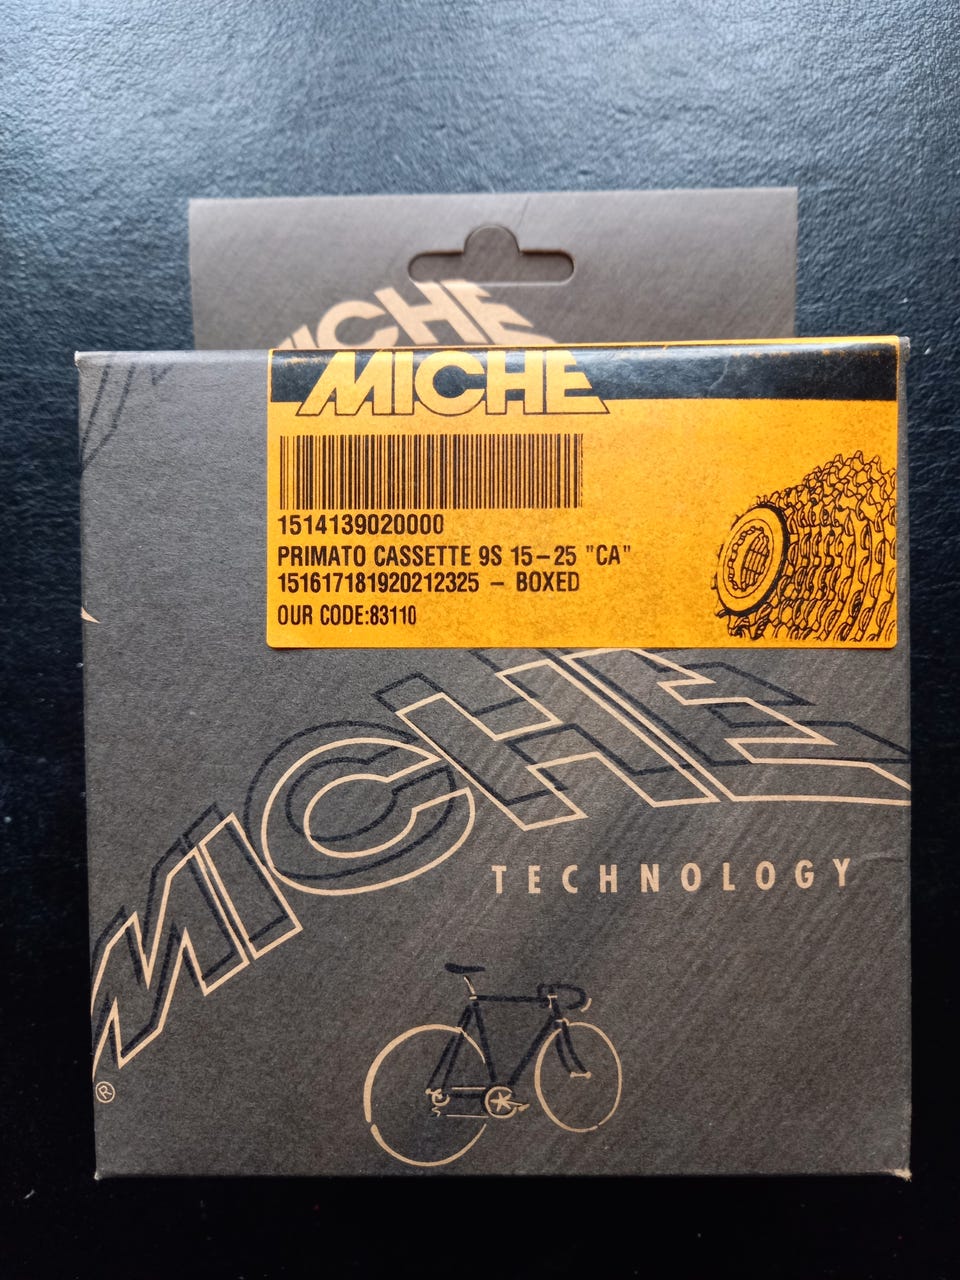 MICHE
MICHE
1514139020000
PRIMATO CASSETTE 9S 15-25 "CA"
151617181920212325 - BOXED
OUR CODE:83110
MICHE
TECHNOLOGY
®